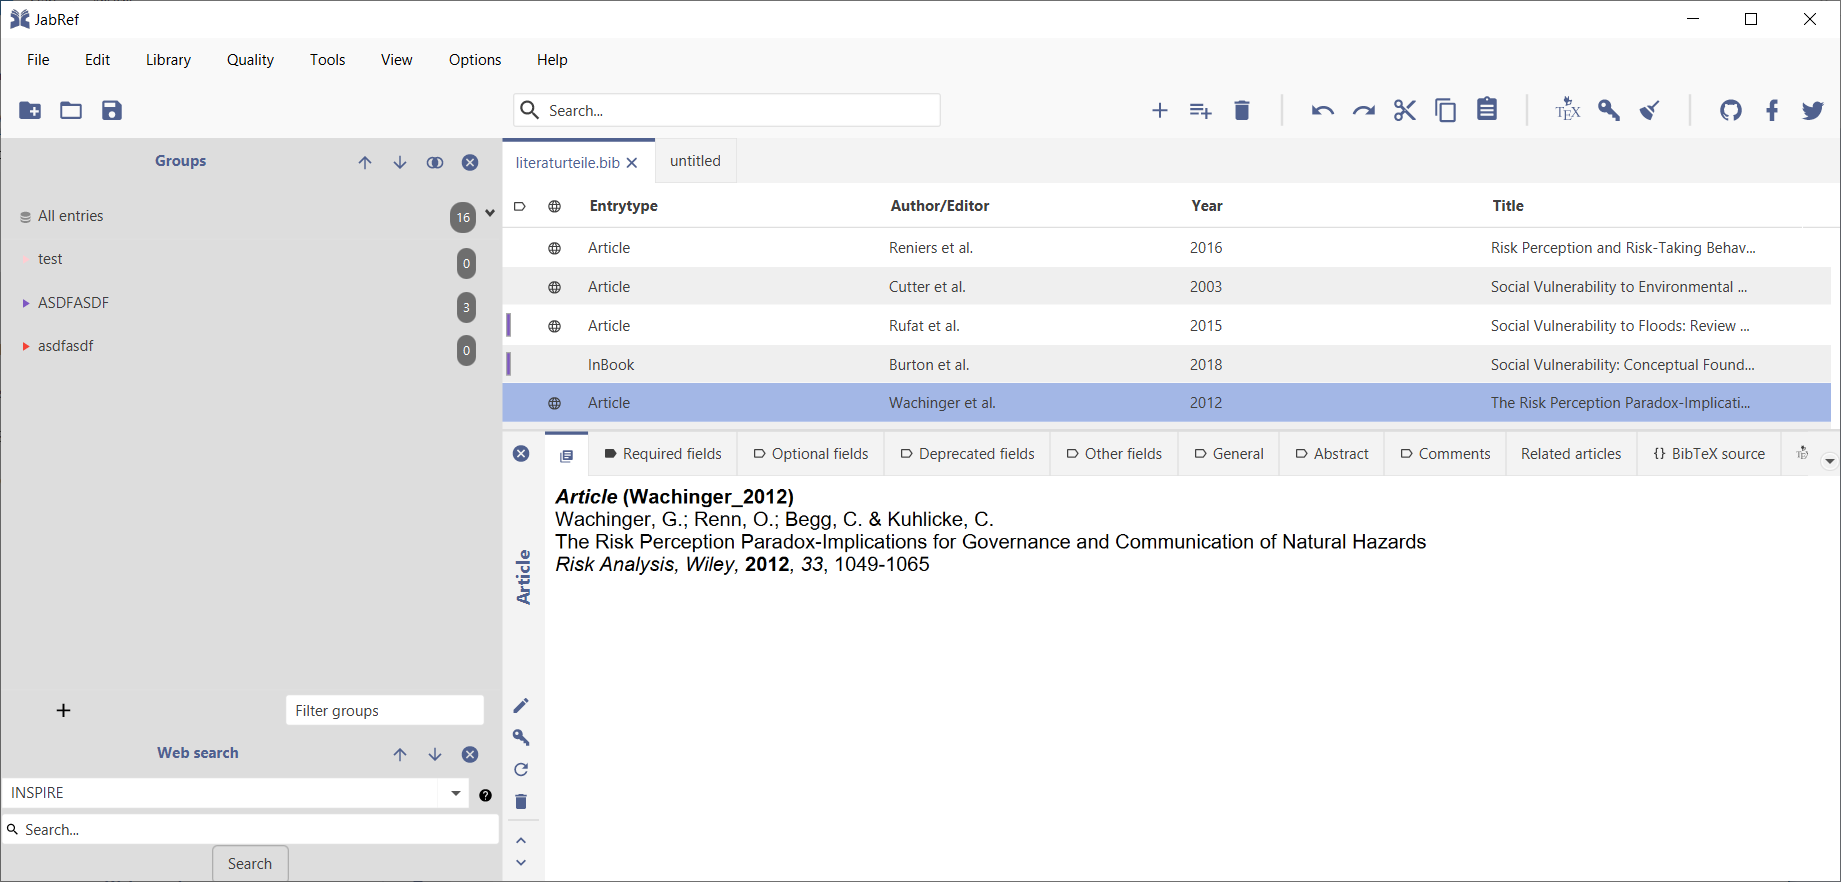 JabRef
File Edit Library Quality Tools View Options Help
Search...
TEX
Groups
All entries 16
test 0
ASDFASDF 3
asdfasdf 0
Filter groups
Web search
INSPIRE
Search...
Search
literaturteile.bib untitled
Entrytype Author/Editor Year Title
Article Reniers et al. 2016 Risk Perception and Risk-Taking Behav...
Article Cutter et al. 2003 Social Vulnerability to Environmental ...
Article Rufat et al. 2015 Social Vulnerability to Floods: Review ...
InBook Burton et al. 2018 Social Vulnerability: Conceptual Found...
Article Wachinger et al. 2012 The Risk Perception Paradox-Implicati...
Required fields Optional fields Deprecated fields Other fields General Abstract Comments Related articles {} BibTeX source TEX
Article
Article (Wachinger_2012)
Wachinger, G.; Renn, O.; Begg, C. & Kuhlicke, C.
The Risk Perception Paradox-Implications for Governance and Communication of Natural Hazards
Risk Analysis, Wiley, 2012, 33, 1049-1065